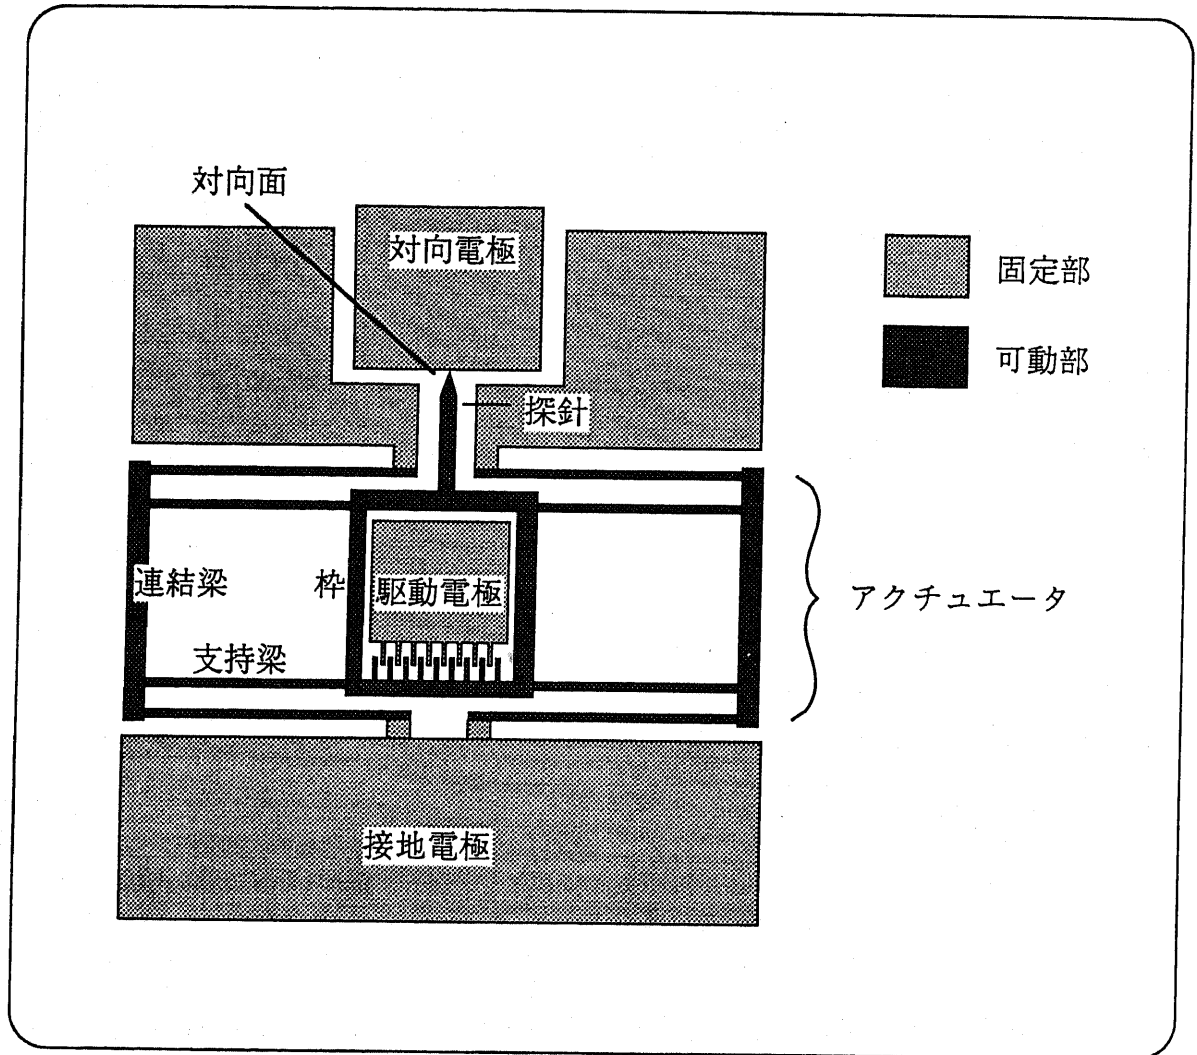 対向面
対向電極
固定部
可動部
探針
連結梁
枠
駆動電極
アクチュエータ
支持梁
接地電極